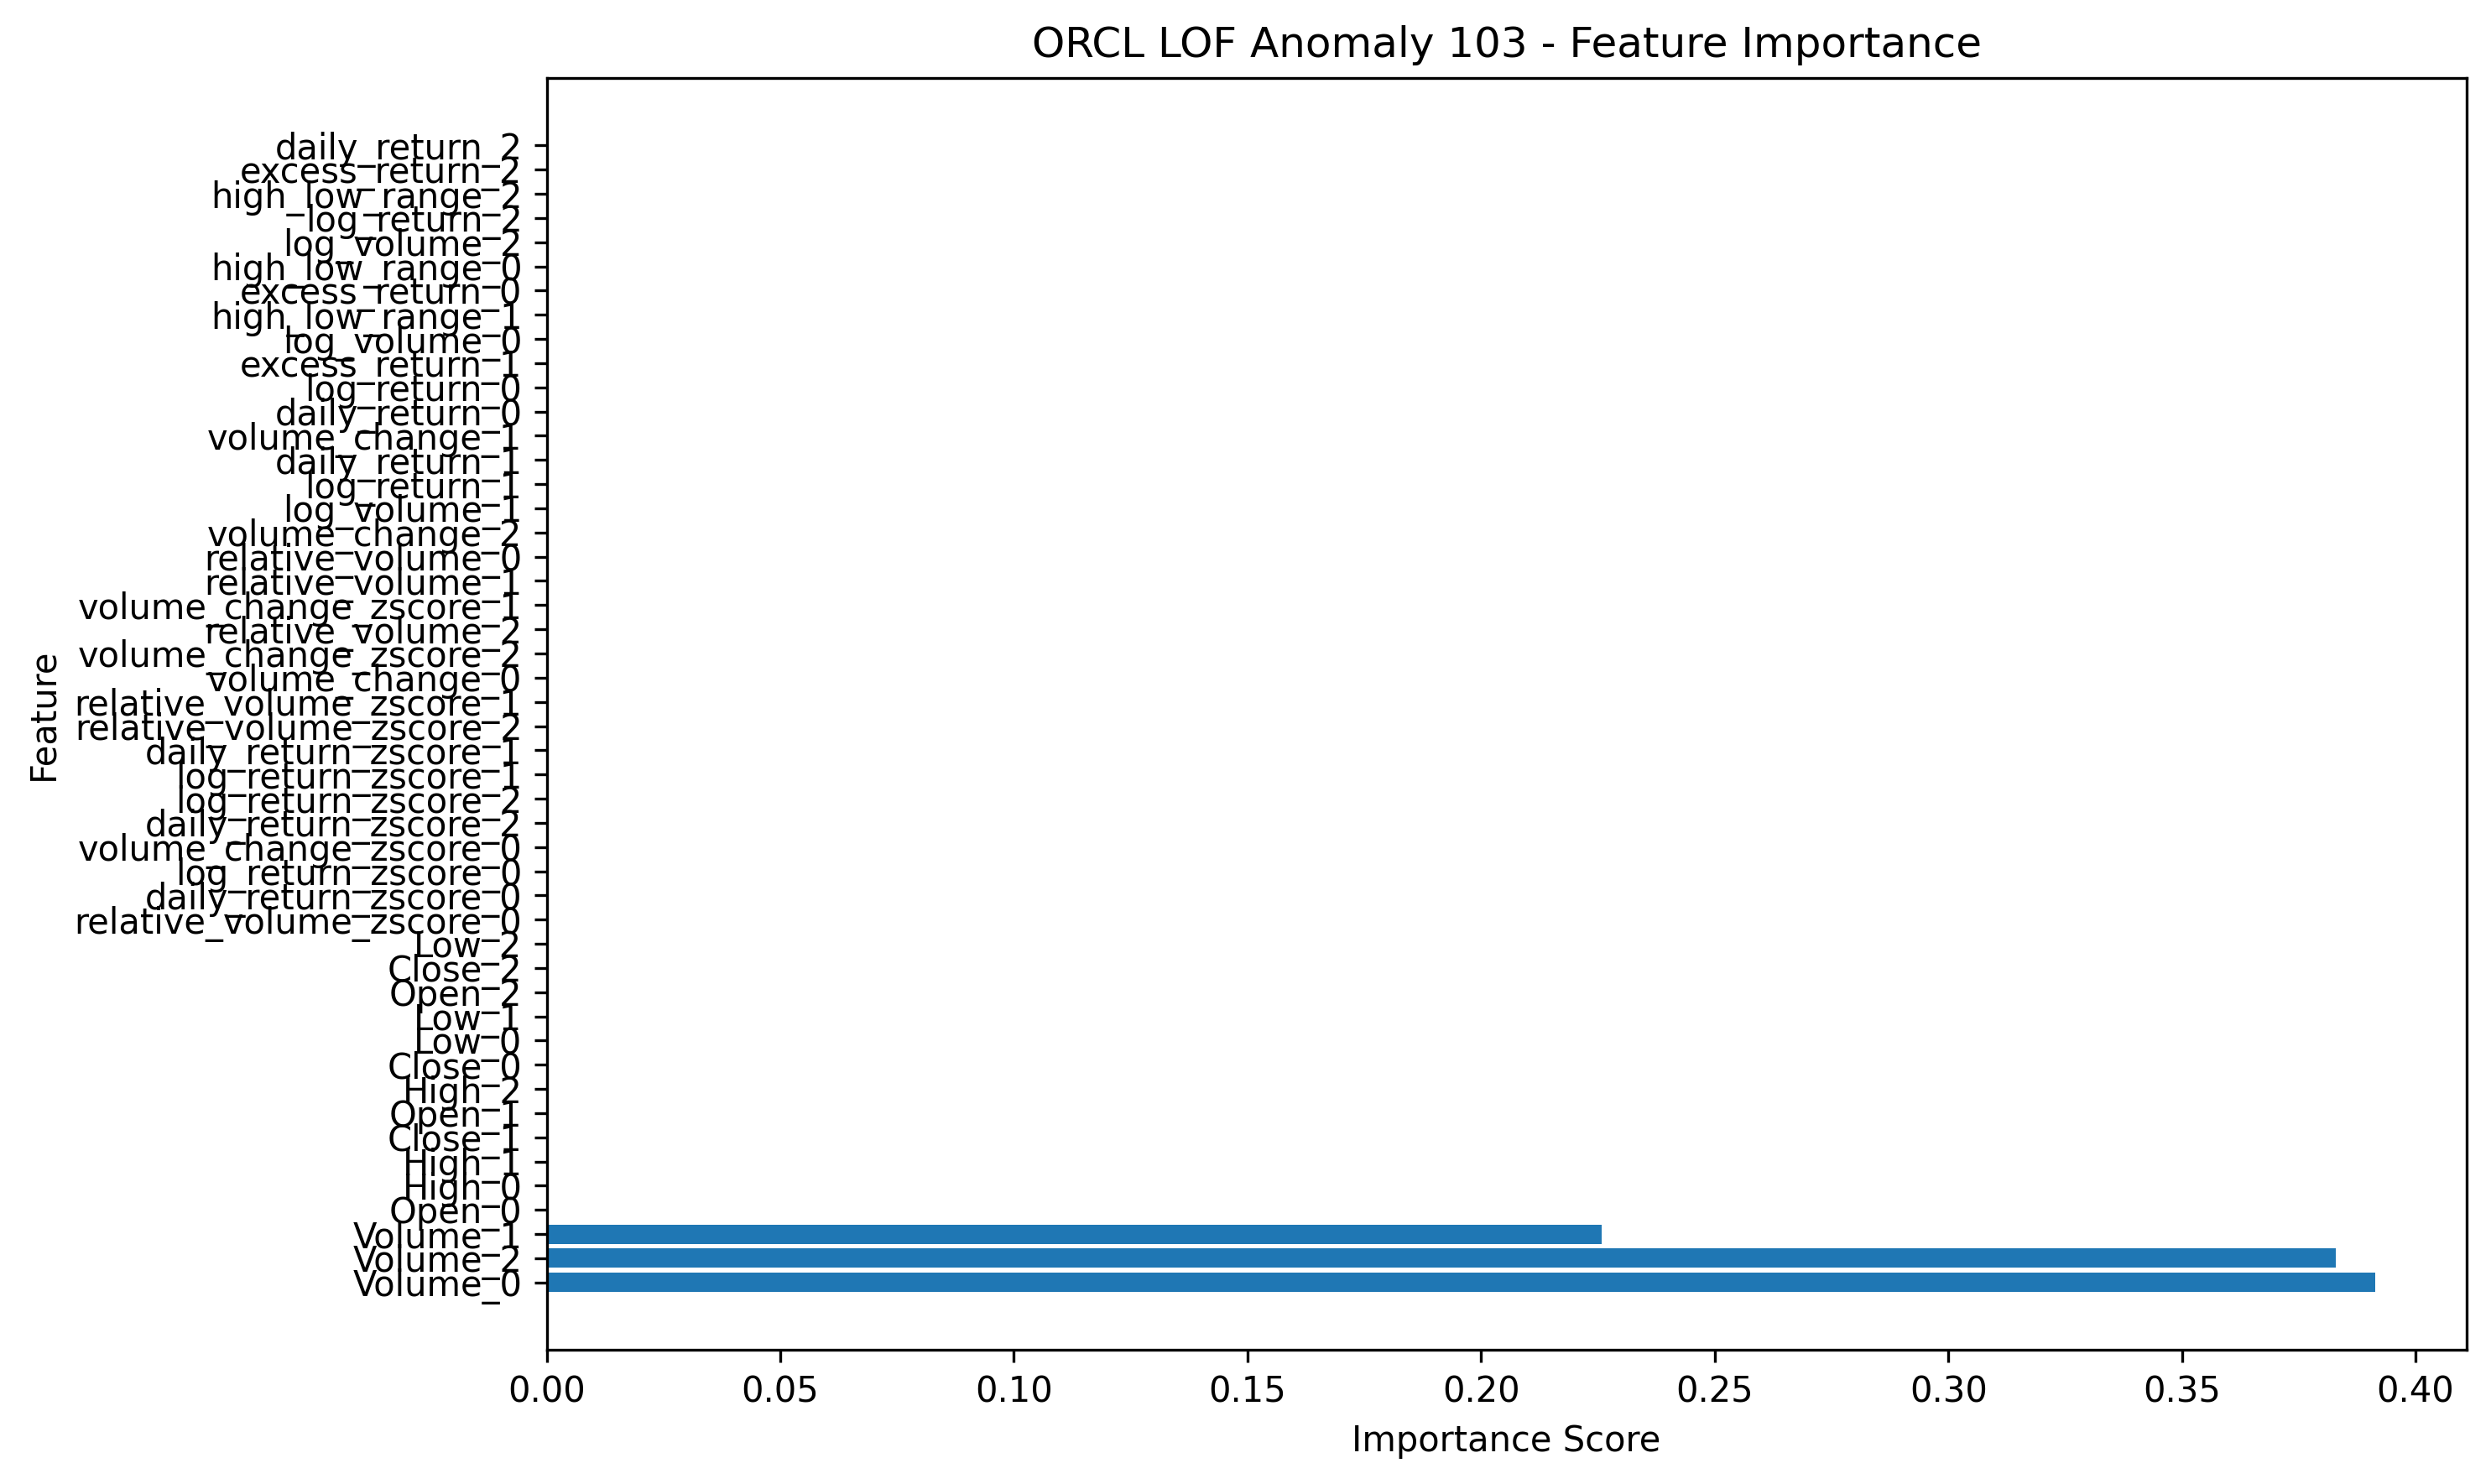 ORCL LOF Anomaly 103 - Feature Importance
daily_return_2
excess_return_2
high_low_range_2
log_return_2
log_volume_2
high_low_range_0
excess_return_0
high_low_range_1
log_volume_0
excess_return_1
log_return_0
daily_return_0
volume_change_1
daily_return_1
log_return_1
log_volume_1
volume_change_2
relative_volume_0
relative_volume_1
volume_change_zscore_1
relative_volume_2
volume_change_zscore_2
volume_change_0
relative_volume_zscore_1
relative_volume_zscore_2
daily_return_zscore_1
log_return_zscore_1
log_return_zscore_2
daily_return_zscore_2
volume_change_zscore_0
log_return_zscore_0
daily_return_zscore_0
relative_volume_zscore_0
Low_2
Close_2
Open_2
Low_1
Low_0
Close_0
High_2
Open_1
Close_1
High_1
High_0
Open_0
Volume_1
Volume_2
Volume_0
Feature
0.00 0.05 0.10 0.15 0.20 0.25 0.30 0.35 0.40
Importance Score